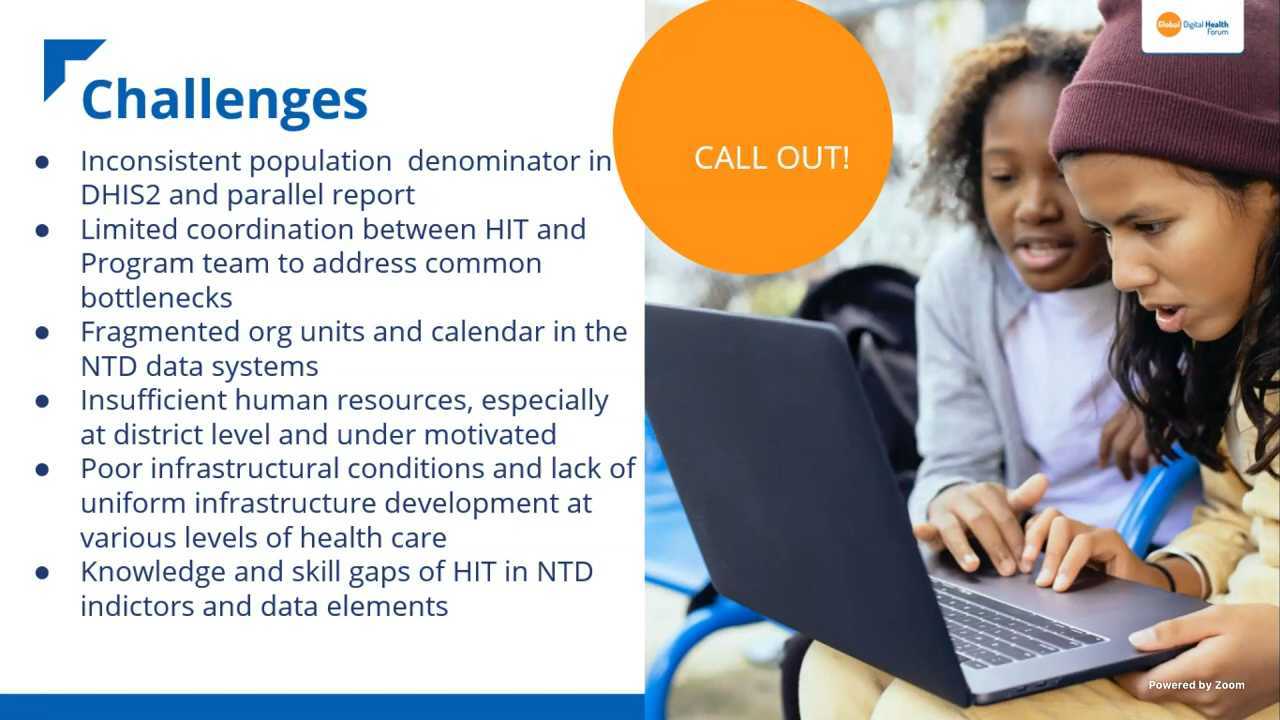 Challenges
Inconsistent population denominator in
DHIS2 and parallel report
Limited coordination between HIT and
Program team to address common
bottlenecks
Fragmented org units and calendar in the
NTD data systems
Insufficient human resources, especially
at district level and under motivated
Poor infrastructural conditions and lack of
uniform infrastructure development at
various levels of health care
Knowledge and skill gaps of HIT in NTD
indictors and data elements
CALL OUT!
Global Digital Health
Forum
Powered by Zoom